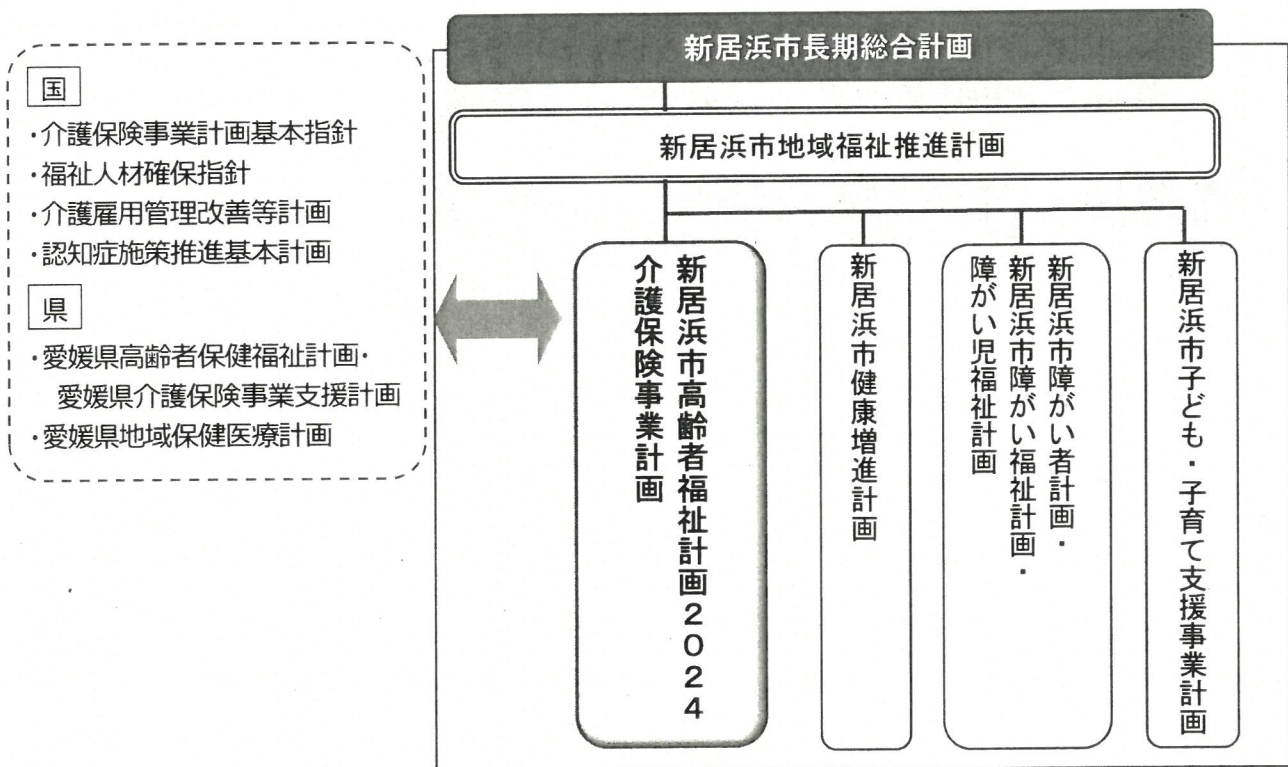 新居浜市長期総合計画
新居浜市地域福祉推進計画
国
・介護保険事業計画基本指針
・福祉人材確保指針
・介護雇用管理改善等計画
・認知症施策推進基本計画
県
・愛媛県高齢者保健福祉計画・
愛媛県介護保険事業支援計画
・愛媛県地域保健医療計画
新居浜市高齢者福祉計画2024
介護保険事業計画
新居浜市健康増進計画
新居浜市障がい者計画・
新居浜市障がい福祉計画・
障がい児福祉計画
新居浜市子ども・子育て支援事業計画